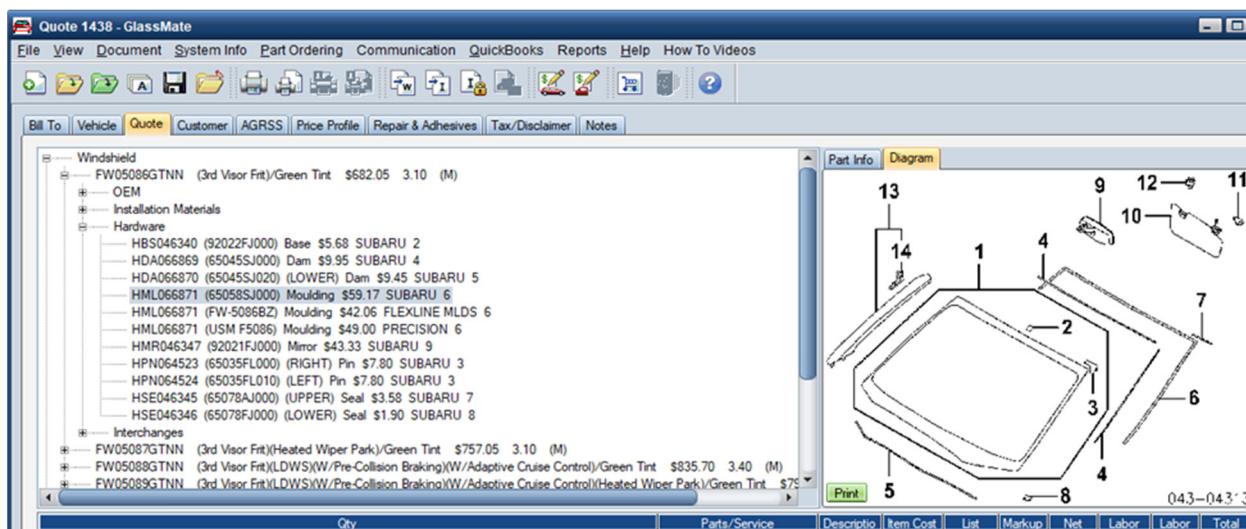 Quote 1438 - GlassMate
File View Document System Info Part Ordering Communication QuickBooks Reports Help How To Videos
Bill To Vehicle Quote Customer AGRSS Price Profile Repair & Adhesives Tax/Disclaimer Notes
Windshield
FW05086GTNN (3rd Visor Frit)/Green Tint $682.05 3.10 (M)
OEM
Installation Materials
Hardware
HBS046340 (92022FJ000) Base $5.68 SUBARU 2
HDA066869 (65045SJ000) Dam $9.95 SUBARU 4
HDA066870 (65045SJ020) (LOWER) Dam $9.45 SUBARU 5
HML066871 (65058SJ000) Moulding $59.17 SUBARU 6
HML066871 (FW-5086BZ) Moulding $42.06 FLEXLINE MLDS 6
HML066871 (USM F5086) Moulding $49.00 PRECISION 6
HMR046347 (92021FJ000) Mirror $43.33 SUBARU 9
HPN064523 (65035FL000) (RIGHT) Pin $7.80 SUBARU 3
HPN064524 (65035FL010) (LEFT) Pin $7.80 SUBARU 3
HSE046345 (65078AJ000) (UPPER) Seal $3.58 SUBARU 7
HSE046346 (65078FJ000) (LOWER) Seal $1.90 SUBARU 8
Interchanges
FW05087GTNN (3rd Visor Frit)(Heated Wiper Park)/Green Tint $757.05 3.10 (M)
FW05088GTNN (3rd Visor Frit)(LDWS)(W/Pre-Collision Braking)(W/Adaptive Cruise Control)/Green Tint $835.70 3.40 (M)
FW05089GTNN (3rd Visor Frit)(LDWS)(W/Pre-Collision Braking)(W/Adaptive Cruise Control)(Heated Wiper Park)/Green Tint
Part Info Diagram
13 9 12 11
10
14 1 4
7
2
3 6
4
5 8
Print
Qty Parts/Service Descriptio Item Cost List Markup Net Labor Labor Total